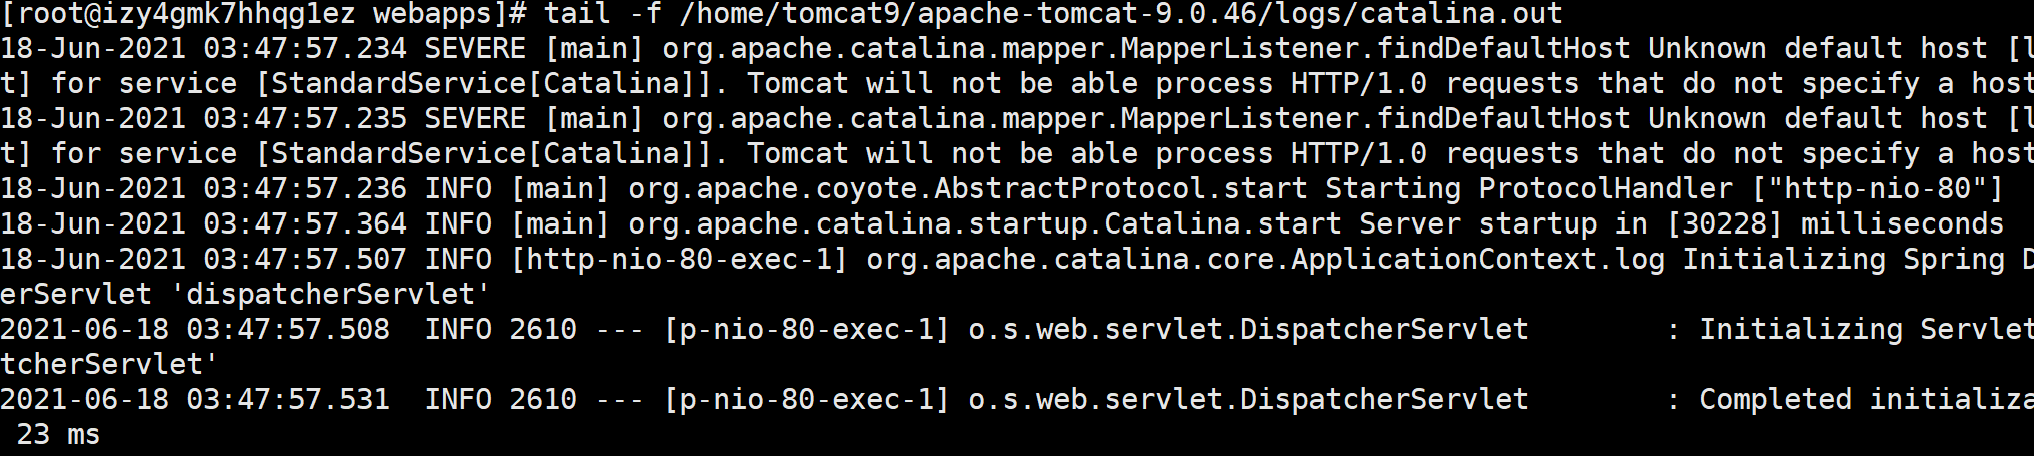 [root@izy4gmk7hhqg1ez webapps]# tail -f /home/tomcat9/apache-tomcat-9.0.46/logs/catalina.out
18-Jun-2021 03:47:57.234 SEVERE [main] org.apache.catalina.mapper.MapperListener.findDefaultHost Unknown default host [l
t] for service [StandardService[Catalina]]. Tomcat will not be able process HTTP/1.0 requests that do not specify a host
18-Jun-2021 03:47:57.235 SEVERE [main] org.apache.catalina.mapper.MapperListener.findDefaultHost Unknown default host [l
t] for service [StandardService[Catalina]]. Tomcat will not be able process HTTP/1.0 requests that do not specify a host
18-Jun-2021 03:47:57.236 INFO [main] org.apache.coyote.AbstractProtocol.start Starting ProtocolHandler ["http-nio-80"]
18-Jun-2021 03:47:57.364 INFO [main] org.apache.catalina.startup.Catalina.start Server startup in [30228] milliseconds
18-Jun-2021 03:47:57.507 INFO [http-nio-80-exec-1] org.apache.catalina.core.ApplicationContext.log Initializing Spring D
erServlet 'dispatcherServlet'
2021-06-18 03:47:57.508  INFO 2610 --- [p-nio-80-exec-1] o.s.web.servlet.DispatcherServlet        : Initializing Servlet
tcherServlet'
2021-06-18 03:47:57.531  INFO 2610 --- [p-nio-80-exec-1] o.s.web.servlet.DispatcherServlet        : Completed initializa
 23 ms